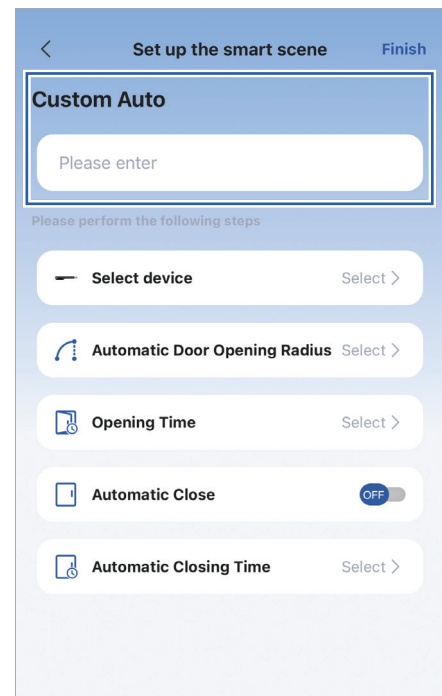 Set up the smart scene Finish
Custom Auto
Please enter
Please perform the following steps
Select device Select >
Automatic Door Opening Radius Select >
Opening Time Select >
Automatic Close OFF
Automatic Closing Time Select >